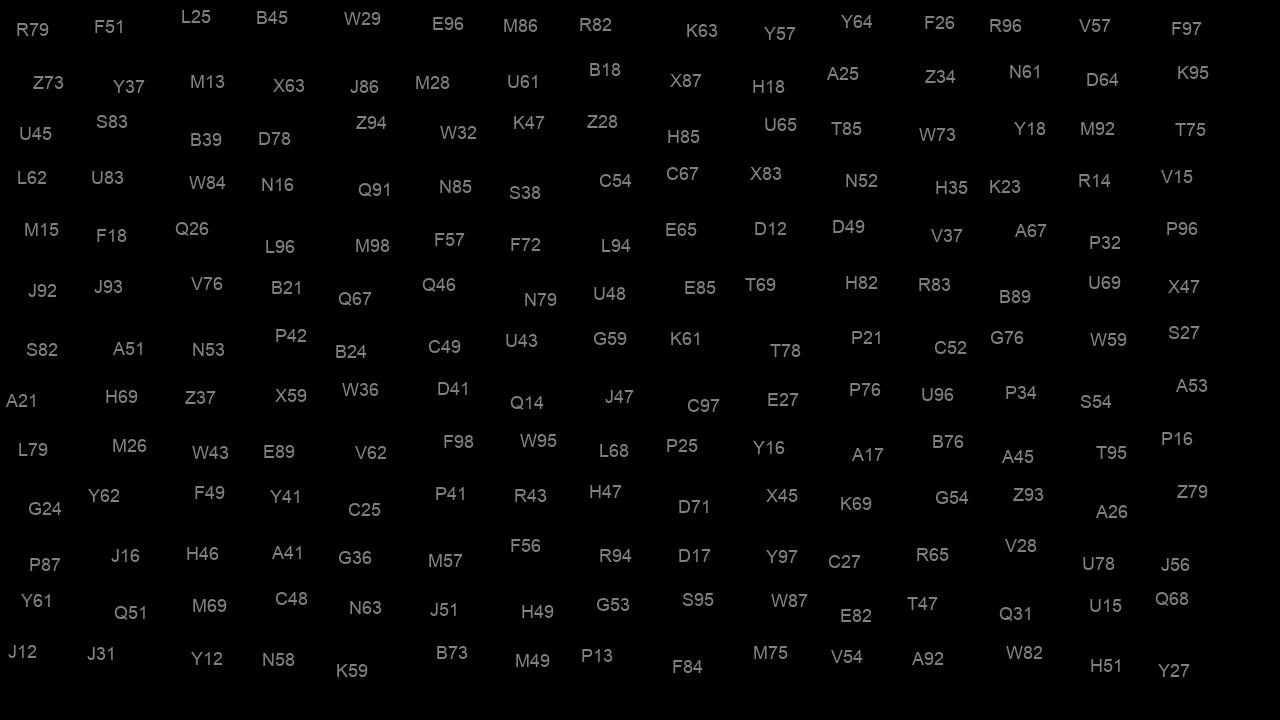 R79 F51 L25 B45 W29 E96 M86 R82 K63 Y57 Y64 F26 R96 V57 F97
Z73 Y37 M13 X63 J86 M28 U61 B18 X87 H18 A25 Z34 N61 D64 K95
U45 S83 B39 D78 Z94 W32 K47 Z28 H85 U65 T85 W73 Y18 M92 T75
L62 U83 W84 N16 Q91 N85 S38 C54 C67 X83 N52 H35 K23 R14 V15
M15 F18 Q26 L96 M98 F57 F72 L94 E65 D12 D49 V37 A67 P32 P96
J92 J93 V76 B21 Q67 Q46 N79 U48 E85 T69 H82 R83 B89 U69 X47
S82 A51 N53 P42 B24 C49 U43 G59 K61 T78 P21 C52 G76 W59 S27
A21 H69 Z37 X59 W36 D41 Q14 J47 C97 E27 P76 U96 P34 S54 A53
L79 M26 W43 E89 V62 F98 W95 L68 P25 Y16 A17 B76 A45 T95 P16
G24 Y62 F49 Y41 C25 P41 R43 H47 D71 X45 K69 G54 Z93 A26 Z79
P87 J16 H46 A41 G36 M57 F56 R94 D17 Y97 C27 R65 V28 U78 J56
Y61 Q51 M69 C48 N63 J51 H49 G53 S95 W87 E82 T47 Q31 U15 Q68
J12 J31 Y12 N58 K59 B73 M49 P13 F84 M75 V54 A92 W82 H51 Y27